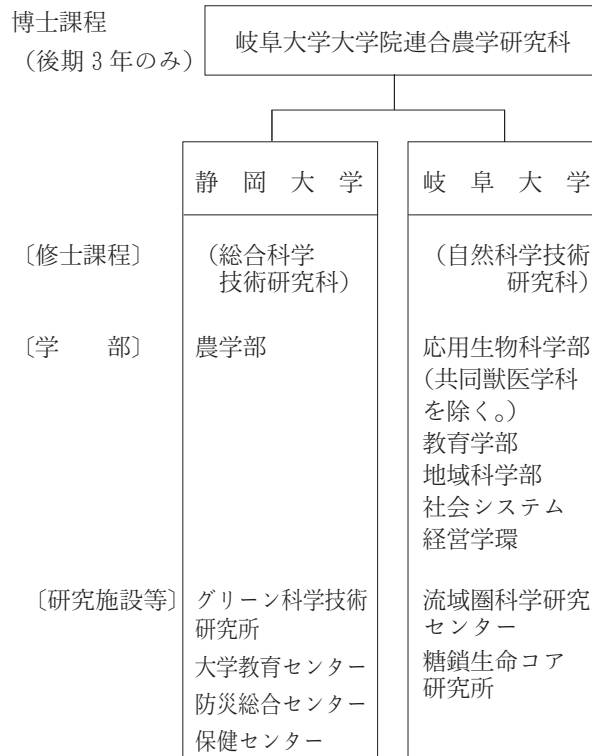 博士課程
（後期3年のみ）
岐阜大学大学院連合農学研究科
静岡大学
岐阜大学
〔修士課程〕
（総合科学
技術研究科）
（自然科学技術
研究科）
〔学　　部〕
農学部
応用生物科学部
(共同獣医学科
を除く。)
教育学部
地域科学部
社会システム
経営学環
〔研究施設等〕
グリーン科学技術
研究所
大学教育センター
防災総合センター
保健センター
流域圏科学研究
センター
糖鎖生命コア
研究所